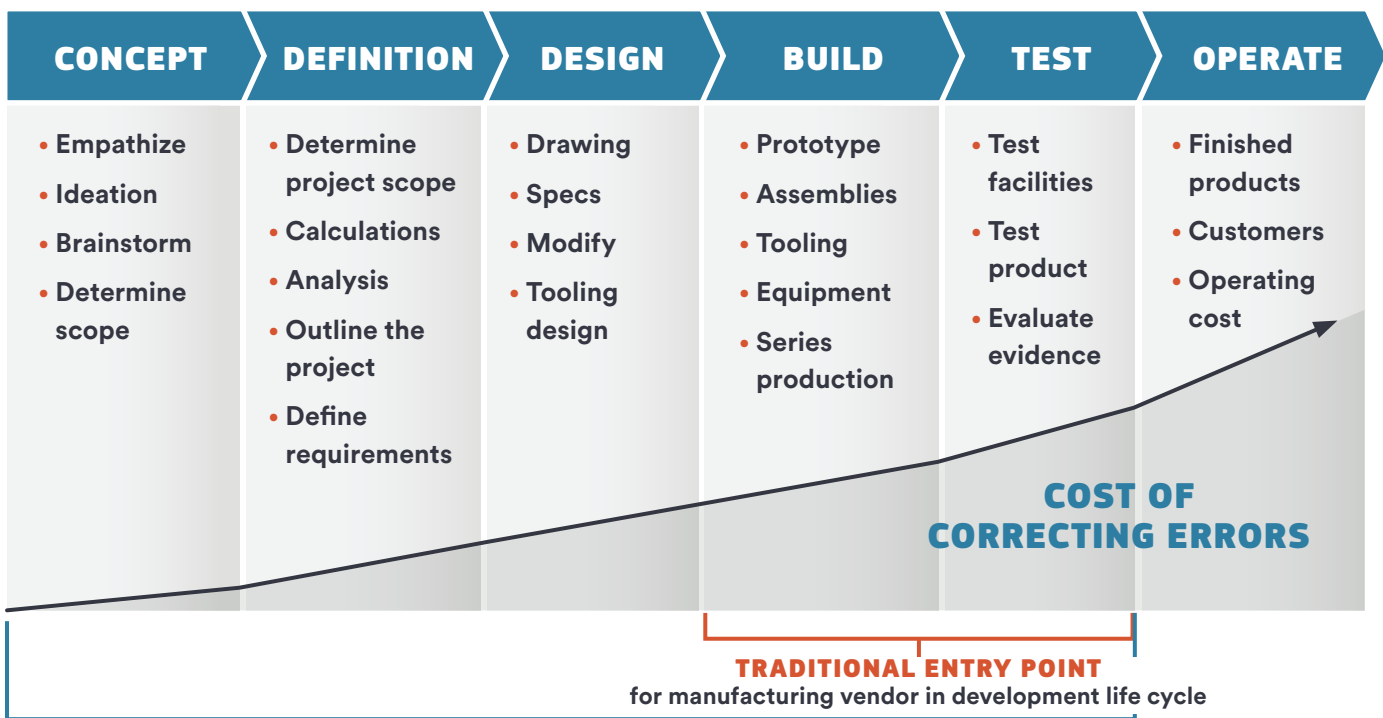 CONCEPT
DEFINITION
DESIGN
BUILD
TEST
OPERATE
• Empathize
• Ideation
• Brainstorm
• Determine
scope
• Determine
project scope
• Calculations
• Analysis
• Outline the
project
• Define
requirements
• Drawing
• Specs
• Modify
• Tooling
design
• Prototype
• Assemblies
• Tooling
• Equipment
• Series
production
• Test
facilities
• Test
product
• Evaluate
evidence
• Finished
products
• Customers
• Operating
cost
COST OF
CORRECTING ERRORS
TRADITIONAL ENTRY POINT
for manufacturing vendor in development life cycle